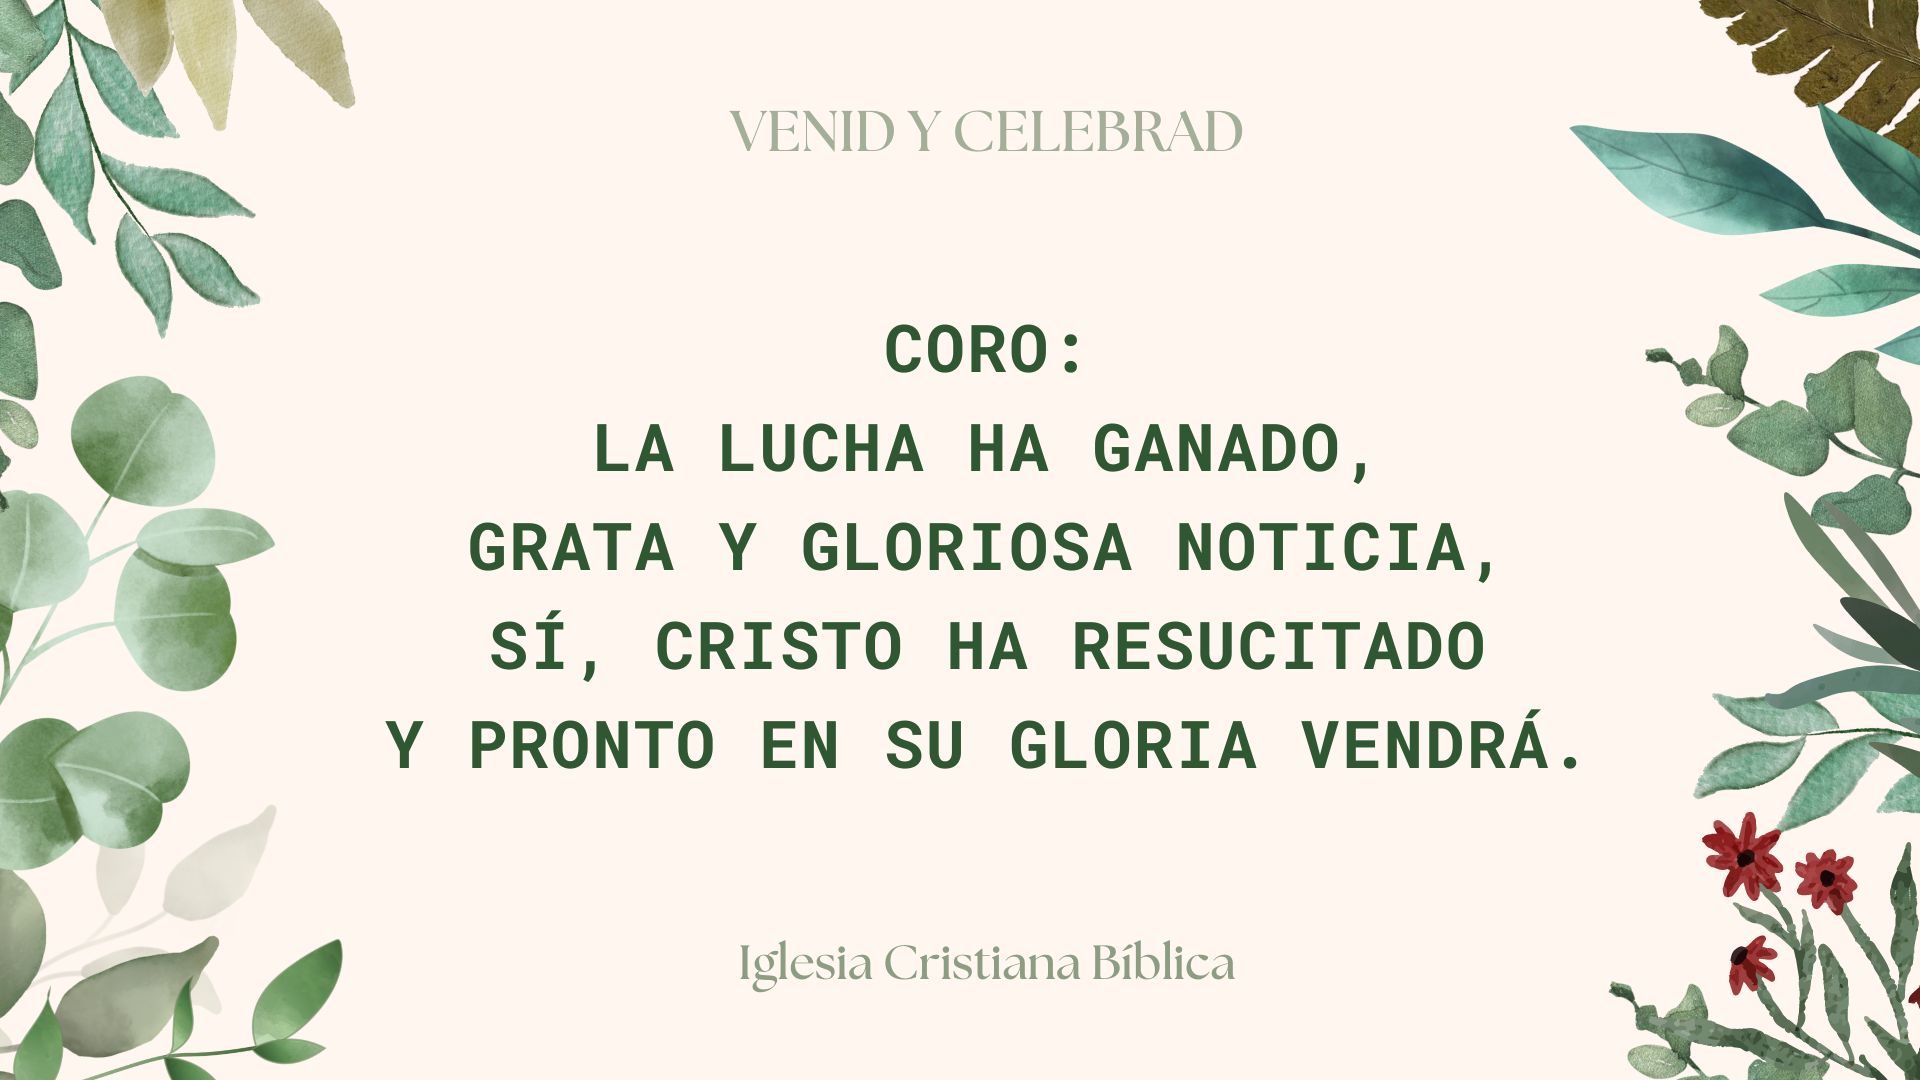 VENID Y CELEBRAD
CORO:
LA LUCHA HA GANADO,
GRATA Y GLORIOSA NOTICIA,
SÍ, CRISTO HA RESUCITADO
Y PRONTO EN SU GLORIA VENDRÁ.
Iglesia Cristiana Bíblica